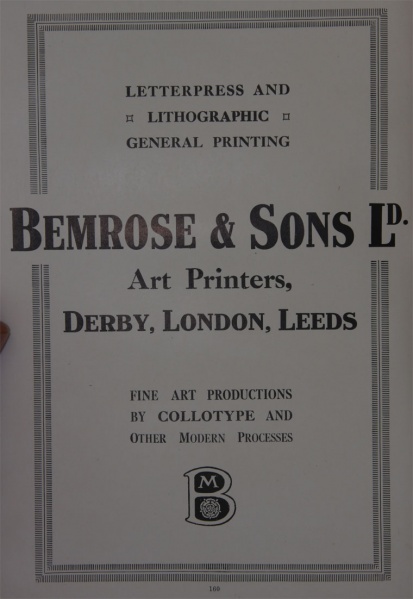 LETTERPRESS AND
¤ LITHOGRAPHIC ¤
GENERAL PRINTING
BEMROSE & SONS LD.
Art Printers,
DERBY, LONDON, LEEDS
FINE ART PRODUCTIONS
BY COLLOTYPE AND
OTHER MODERN PROCESSES
M
B
160